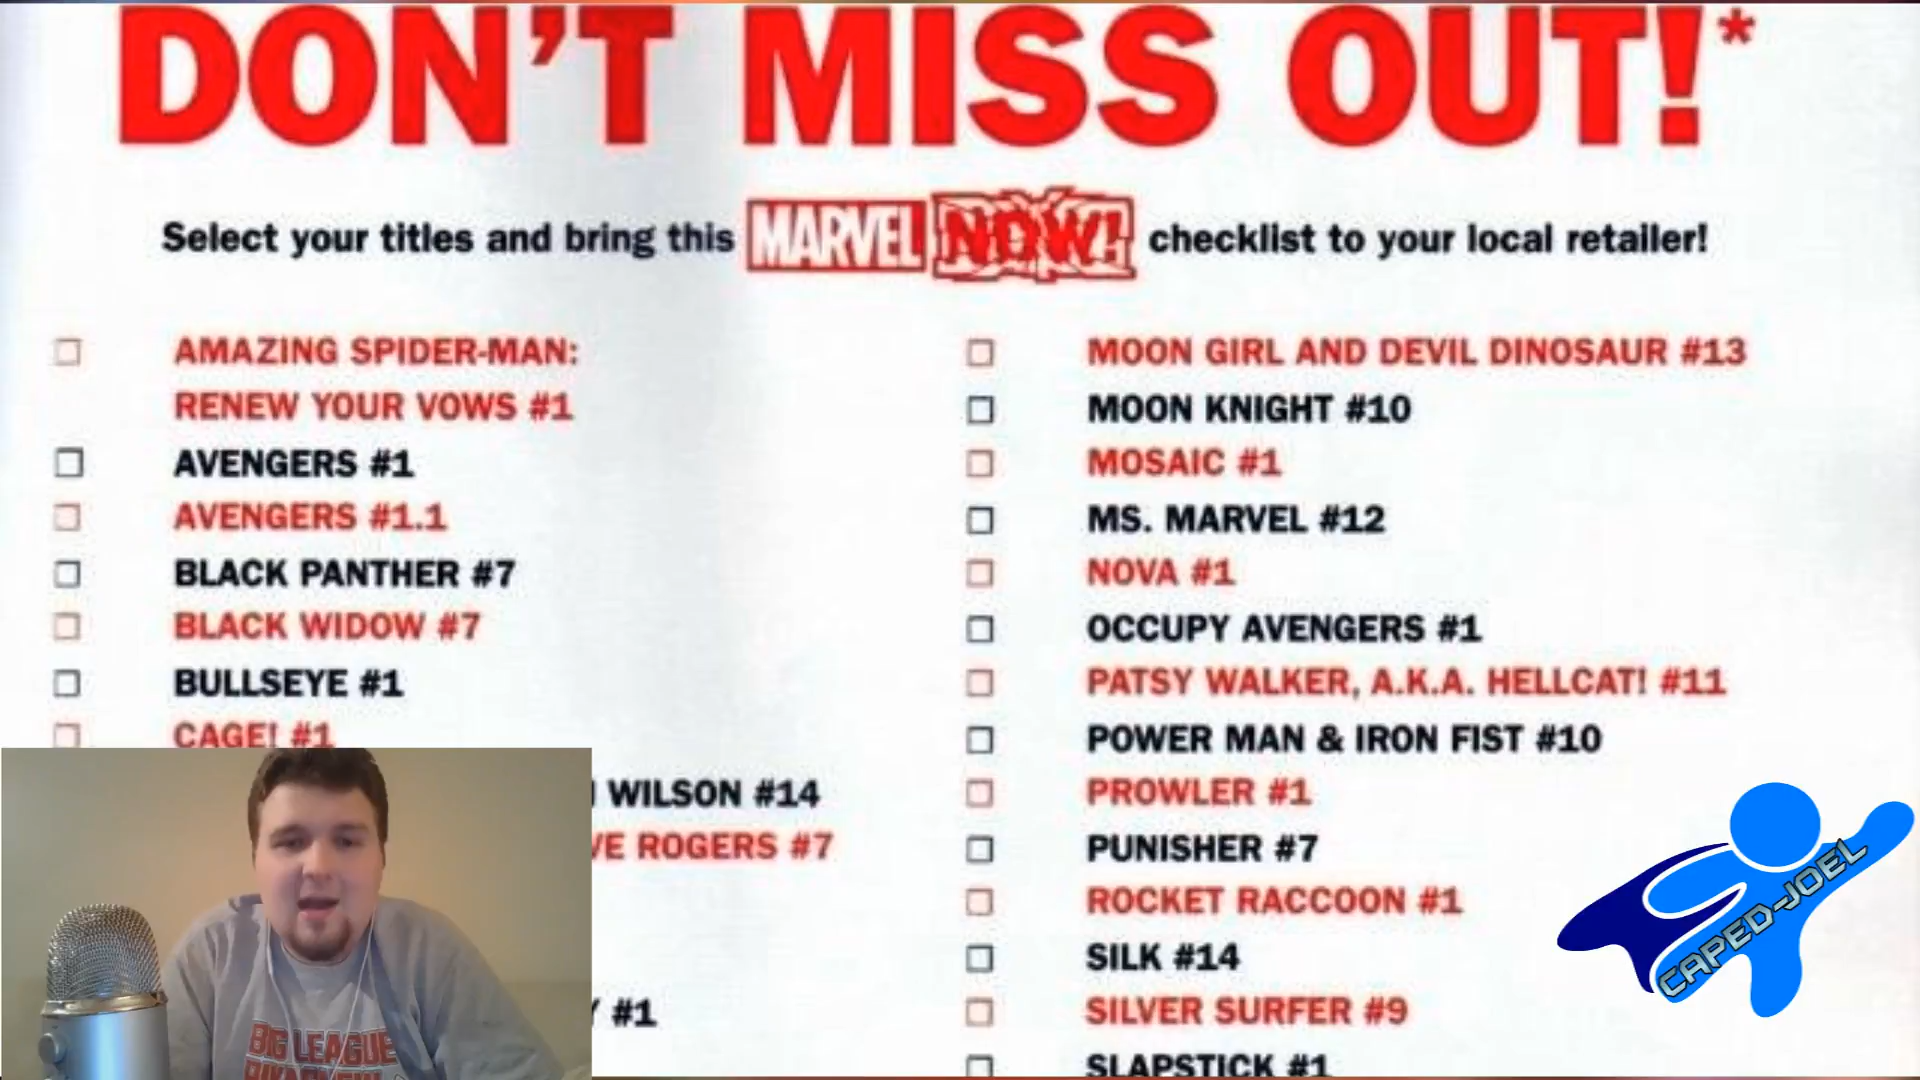 DON'T MISS OUT!*
Select your titles and bring this MARVEL NOW! checklist to your local retailer!
AMAZING SPIDER-MAN:
RENEW YOUR VOWS #1
AVENGERS #1
AVENGERS #1.1
BLACK PANTHER #7
BLACK WIDOW #7
BULLSEYE #1
CAGE! #1
WILSON #14
VE ROGERS #7
#1
MOON GIRL AND DEVIL DINOSAUR #13
MOON KNIGHT #10
MOSAIC #1
MS. MARVEL #12
NOVA #1
OCCUPY AVENGERS #1
PATSY WALKER, A.K.A. HELLCAT! #11
POWER MAN & IRON FIST #10
PROWLER #1
PUNISHER #7
ROCKET RACCOON #1
SILK #14
SILVER SURFER #9
SLAPSTICK #1
BIG LEAGUE
CAPED-JOEL